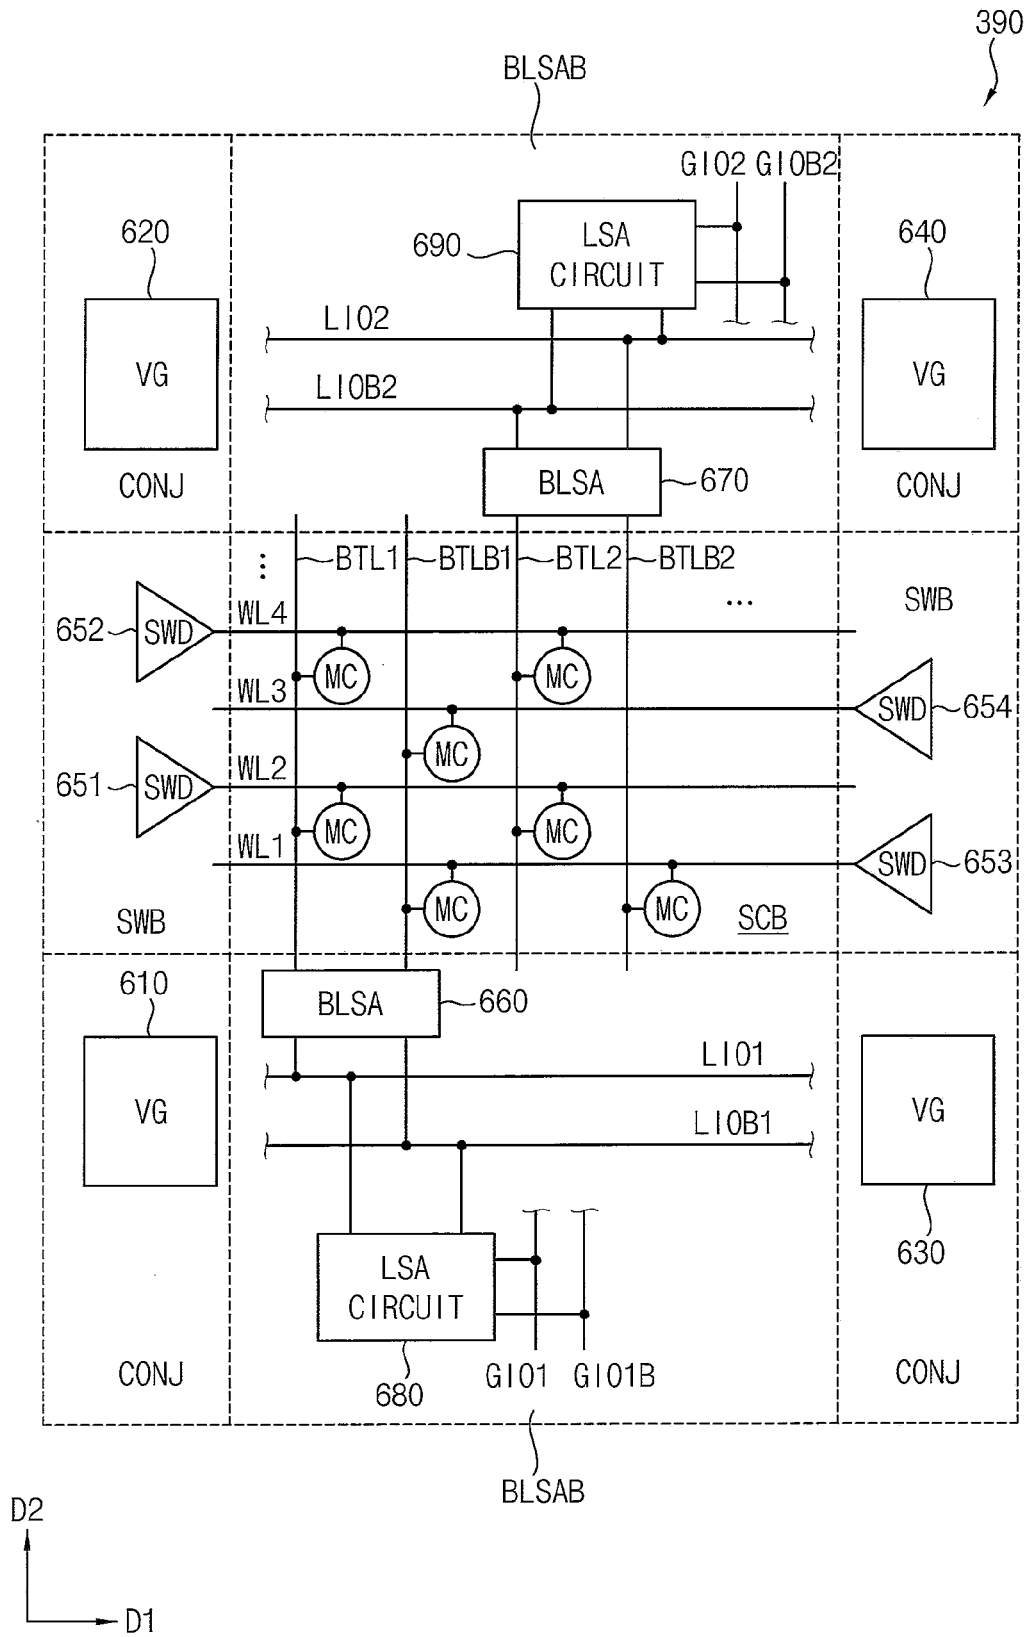 390
BLSAB
GIO2 GIOB2
620
690
LSA
CIRCUIT
640
LIO2
VG
VG
LIOB2
CONJ
BLSA
670
CONJ
BTL1 BTLB1 BTL2 BTLB2
...
SWB
WL4
...
652
SWD
MC
MC
WL3
SWD
654
MC
WL2
651
SWD
MC
MC
WL1
SWD
653
MC
MC
SCB
SWB
610
BLSA
660
LIO1
VG
VG
LIOB1
630
LSA
CIRCUIT
CONJ
680
GIO1 GIO1B
CONJ
BLSAB
D2
D1